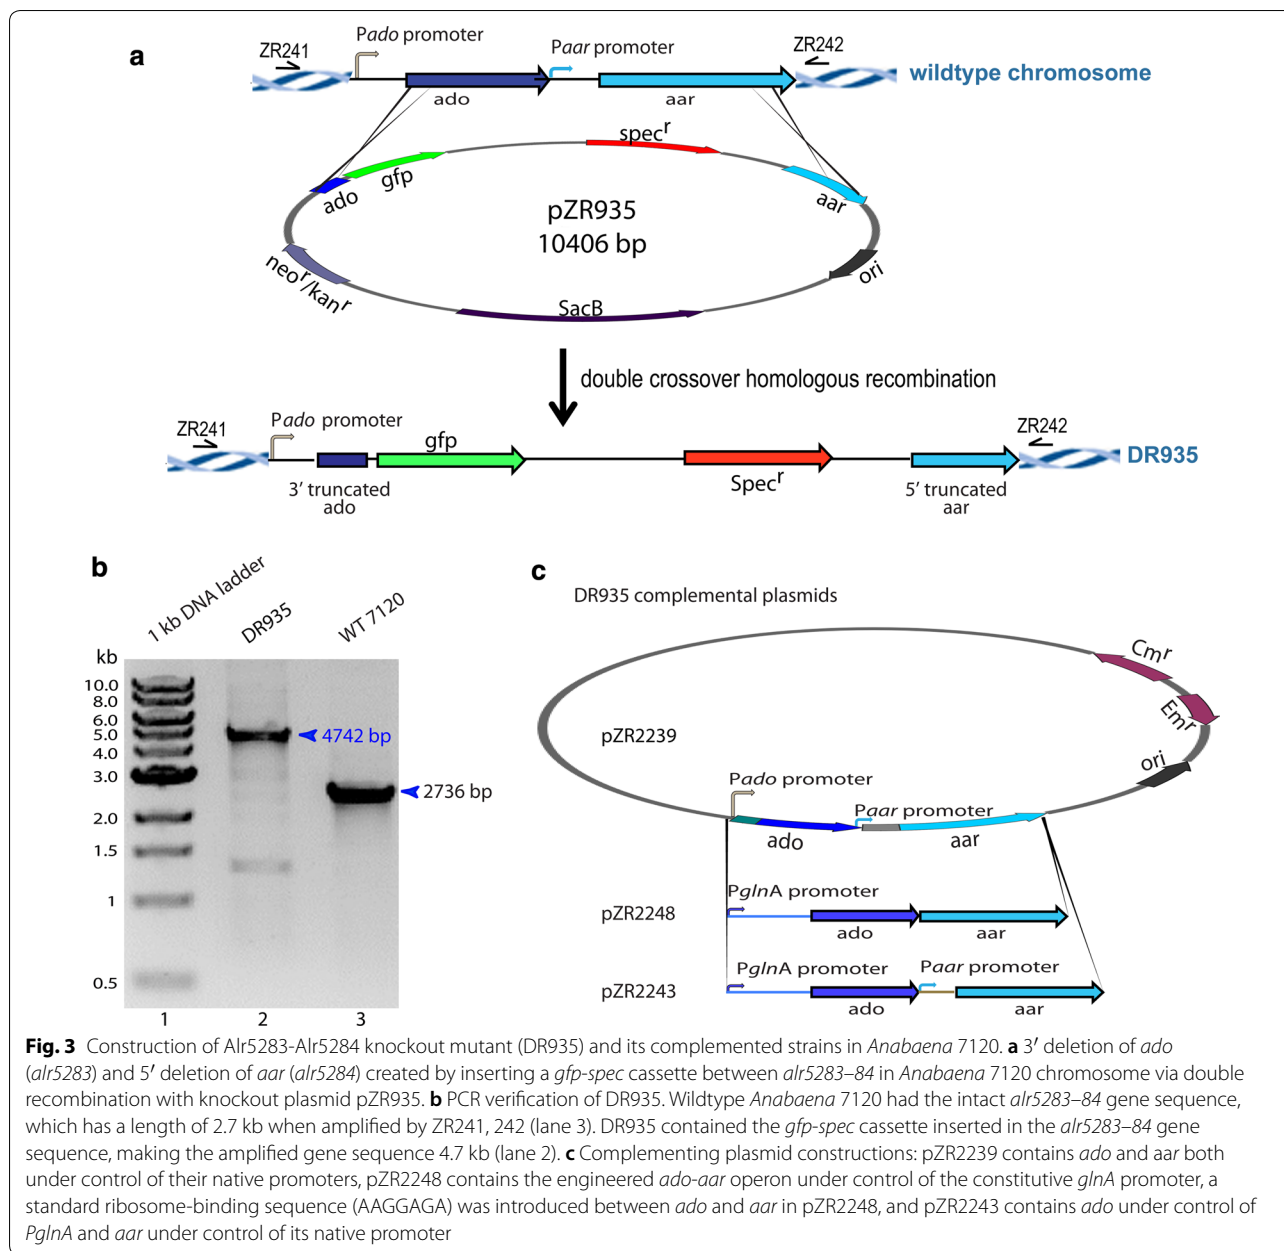 a
Pado promoter
Paar promoter
ZR241
ZR242
wildtype chromosome
ado
aar
specʳ
gfp
ado
aar
pZR935
10406 bp
neoʳ/kanʳ
ori
SacB
double crossover homologous recombination
Pado promoter
ZR241
gfp
ZR242
DR935
3′ truncated
ado
Specʳ
5′ truncated
aar
b
1 kb DNA ladder
DR935
WT 7120
kb
10.0
8.0
6.0
5.0
4.0
3.0
2.0
1.5
1
0.5
4742 bp
2736 bp
1
2
3
c
DR935 complemental plasmids
Cmʳ
Emʳ
ori
pZR2239
Pado promoter
Paar promoter
ado
aar
PglnA promoter
pZR2248
ado
aar
PglnA promoter
Paar promoter
pZR2243
ado
aar
Fig. 3 Construction of Alr5283-Alr5284 knockout mutant (DR935) and its complemented strains in Anabaena 7120. a 3′ deletion of ado
(alr5283) and 5′ deletion of aar (alr5284) created by inserting a gfp-spec cassette between alr5283–84 in Anabaena 7120 chromosome via double
recombination with knockout plasmid pZR935. b PCR verification of DR935. Wildtype Anabaena 7120 had the intact alr5283–84 gene sequence,
which has a length of 2.7 kb when amplified by ZR241, 242 (lane 3). DR935 contained the gfp-spec cassette inserted in the alr5283–84 gene
sequence, making the amplified gene sequence 4.7 kb (lane 2). c Complementing plasmid constructions: pZR2239 contains ado and aar both
under control of their native promoters, pZR2248 contains the engineered ado-aar operon under control of the constitutive glnA promoter, a
standard ribosome-binding sequence (AAGGAGA) was introduced between ado and aar in pZR2248, and pZR2243 contains ado under control of
PglnA and aar under control of its native promoter